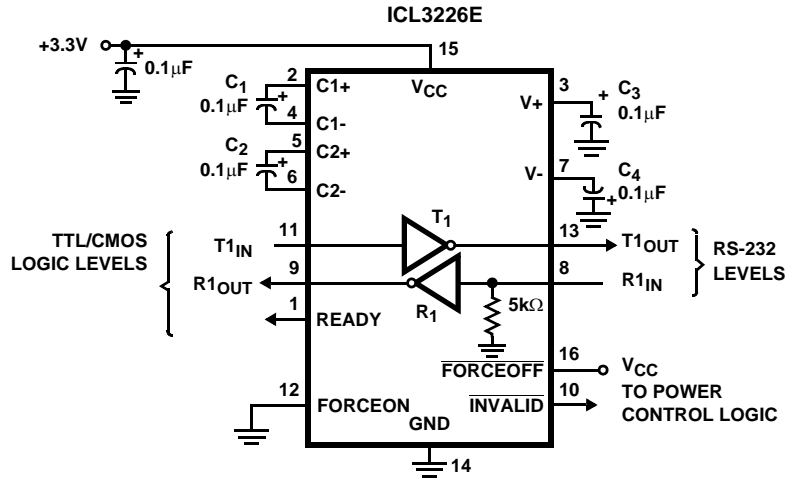 ICL3226E
+3.3V
+
0.1µF
15
VCC
C1
0.1µF
+
2
C1+
4
C1-
C2
0.1µF
+
5
C2+
6
C2-
3
V+
+
C3
0.1µF
7
V-
C4
0.1µF
+
TTL/CMOS
LOGIC LEVELS
T1IN
11
T1
13
T1OUT
RS-232
LEVELS
R1OUT
9
R1
5kΩ
8
R1IN
1
READY
16
FORCEOFF
VCC
12
FORCEON
10
INVALID
TO POWER
CONTROL LOGIC
GND
14